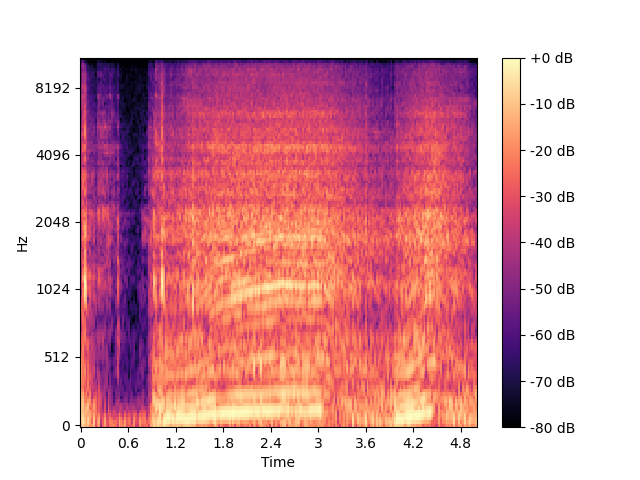 +0 dB
8192
-10 dB
4096
-20 dB
-30 dB
2048
Hz
-40 dB
1024
-50 dB
512
-60 dB
-70 dB
0
-80 dB
0 0.6 1.2 1.8 2.4 3 3.6 4.2 4.8
Time